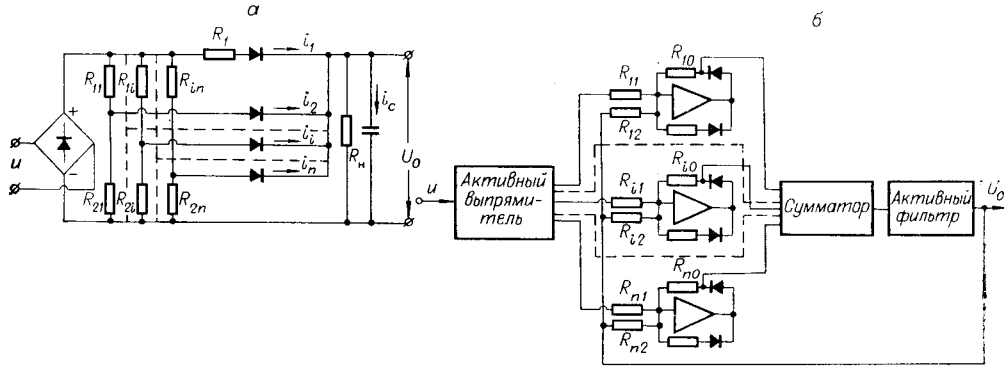 а
R1
i1
R11
R1i
Rin
i2
ic
+
ii
u
Rн
U0
−
in
R21
R2i
R2n
б
R10
R11
R12
u
Активный выпрями-
тель
Ri0
Ri1
Ri2
Сумматор
Активный
фильтр
U0
Rn0
Rn1
Rn2